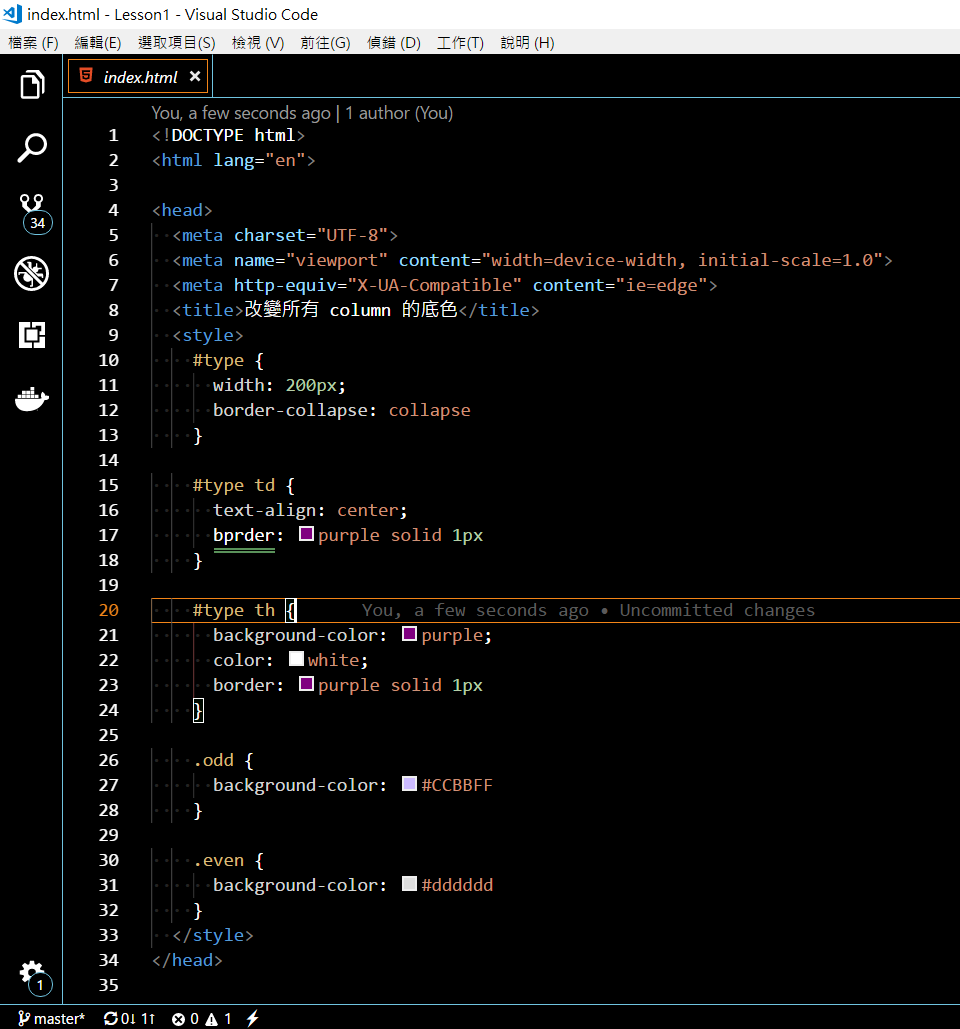 index.html - Lesson1 - Visual Studio Code
檔案 (F) 編輯(E) 選取項目(S) 檢視 (V) 前往(G) 偵錯 (D) 工作(T) 說明 (H)
index.html ×
You, a few seconds ago | 1 author (You)
1 <!DOCTYPE html>
2 <html lang="en">
3
4 <head>
5 <meta charset="UTF-8">
6 <meta name="viewport" content="width=device-width, initial-scale=1.0">
7 <meta http-equiv="X-UA-Compatible" content="ie=edge">
8 <title>改變所有 column 的底色</title>
9 <style>
10 #type {
11 width: 200px;
12 border-collapse: collapse
13 }
14
15 #type td {
16 text-align: center;
17 bprder: purple solid 1px
18 }
19
20 #type th { You, a few seconds ago • Uncommitted changes
21 background-color: purple;
22 color: white;
23 border: purple solid 1px
24 }
25
26 .odd {
27 background-color: #CCBBFF
28 }
29
30 .even {
31 background-color: #dddddd
32 }
33 </style>
34 </head>
35
34
1
master* 0↓ 1↑ 0 1